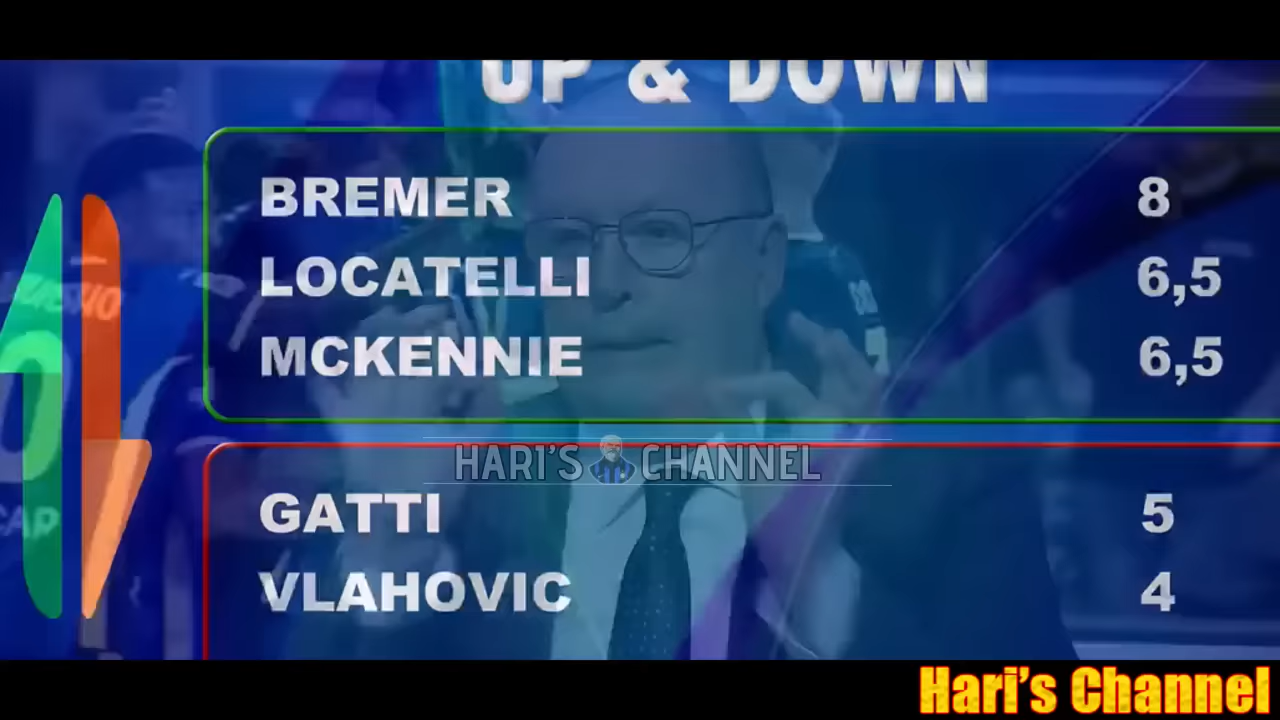 UP & DOWN
BREMER 8
LOCATELLI 6,5
MCKENNIE 6,5
HARI'S CHANNEL
GATTI 5
VLAHOVIC 4
Hari's Channel